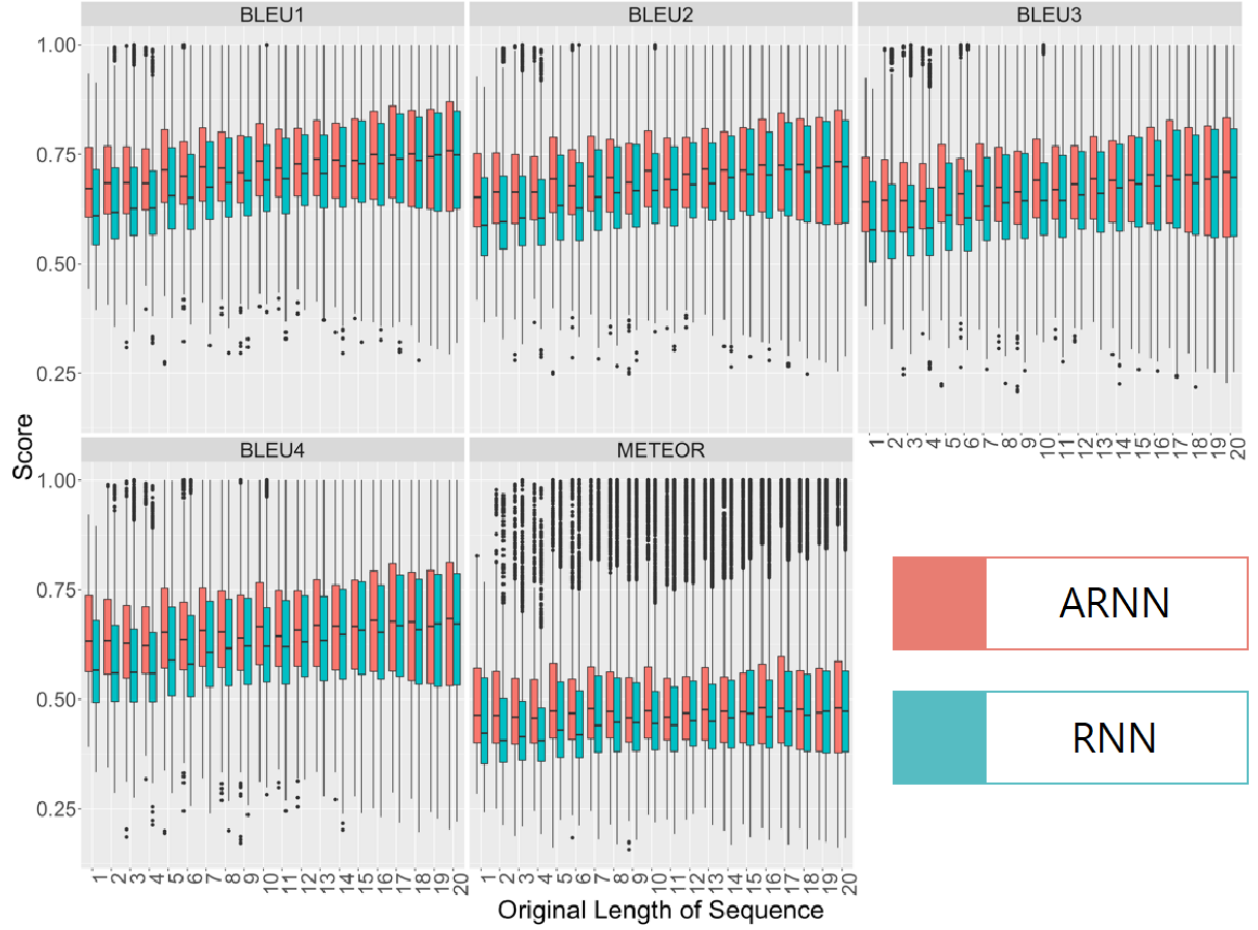 BLEU1 BLEU2 BLEU3
1.00
0.75
0.50
0.25
Score
1 2 3 4 5 6 7 8 9 10 11 12 13 14 15 16 17 18 19 20
BLEU4 METEOR
1.00
0.75
0.50
0.25
ARNN
RNN
1 2 3 4 5 6 7 8 9 10 11 12 13 14 15 16 17 18 19 20 1 2 3 4 5 6 7 8 9 10 11 12 13 14 15 16 17 18 19 20
Original Length of Sequence